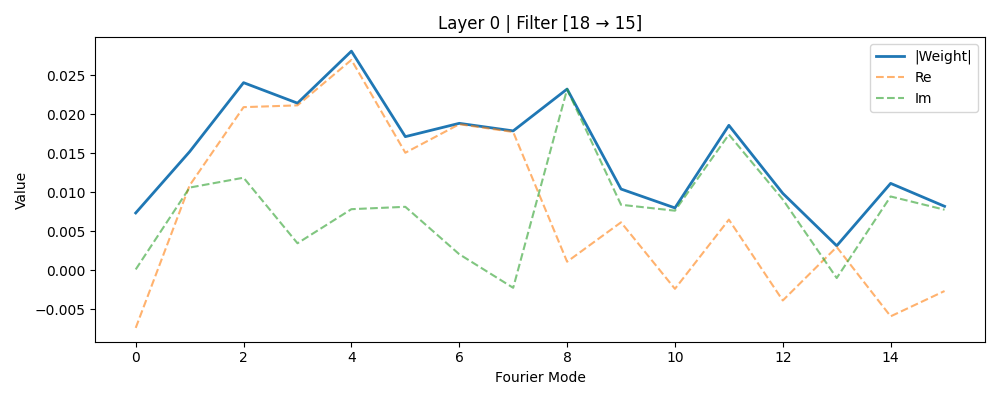 Layer 0 | Filter [18 → 15]
|Weight|
Re
Im
Value
0.025
0.020
0.015
0.010
0.005
0.000
−0.005
0
2
4
6
8
10
12
14
Fourier Mode